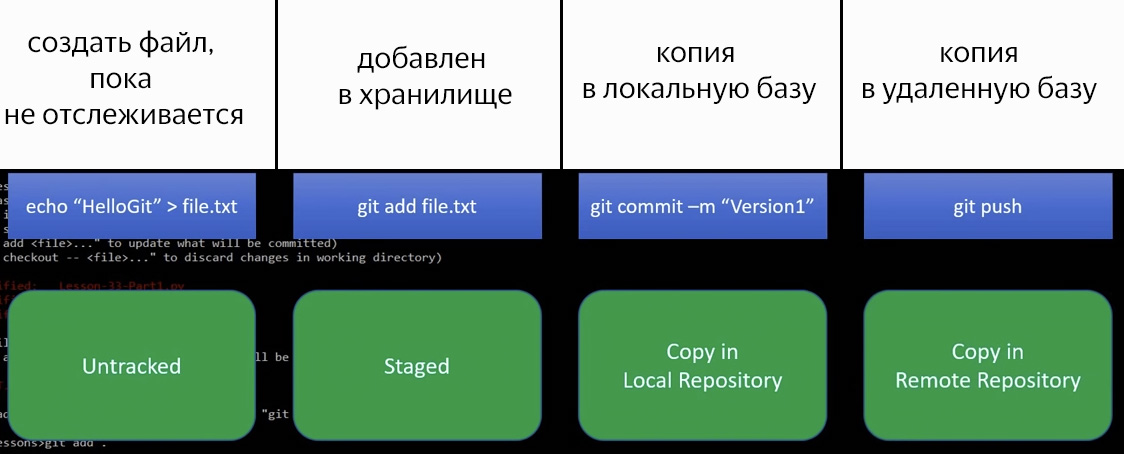 создать файл,
пока
не отслеживается
добавлен
в хранилище
копия
в локальную базу
копия
в удаленную базу
echo “HelloGit” > file.txt
git add file.txt
git commit –m “Version1”
git push
add <file>..." to update what will be committed)
checkout -- <file>..." to discard changes in working directory)
Lesson-33-Part1.py
Untracked
ll be
Staged
Copy in
Local Repository
Copy in
Remote Repository
"git
essons>git add .